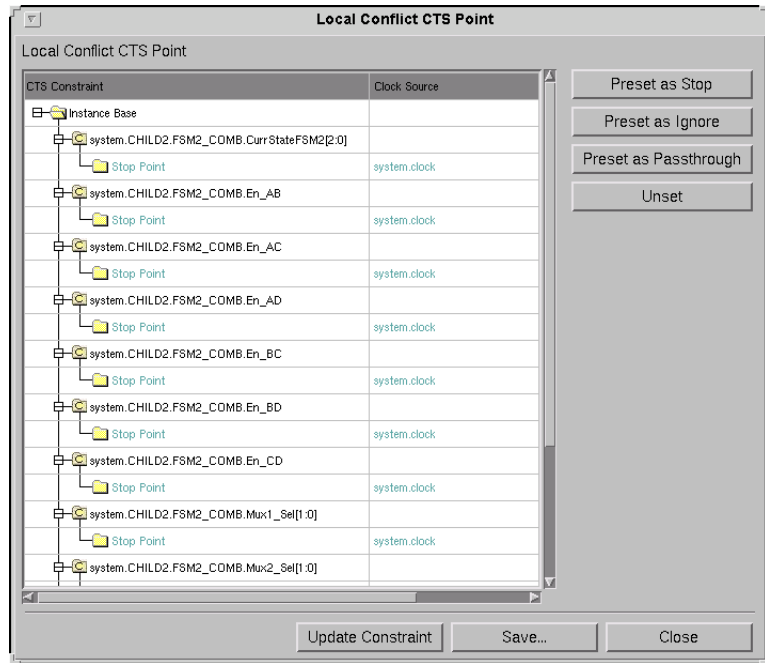 Local Conflict CTS Point
Local Conflict CTS Point
CTS Constraint Clock Source
Instance Base
system.CHILD2.FSM2_COMB.CurrStateFSM2[2:0]
Stop Point system.clock
system.CHILD2.FSM2_COMB.En_AB
Stop Point system.clock
system.CHILD2.FSM2_COMB.En_AC
Stop Point system.clock
system.CHILD2.FSM2_COMB.En_AD
Stop Point system.clock
system.CHILD2.FSM2_COMB.En_BC
Stop Point system.clock
system.CHILD2.FSM2_COMB.En_BD
Stop Point system.clock
system.CHILD2.FSM2_COMB.En_CD
Stop Point system.clock
system.CHILD2.FSM2_COMB.Mux1_Sel[1:0]
Stop Point system.clock
system.CHILD2.FSM2_COMB.Mux2_Sel[1:0]
Preset as Stop
Preset as Ignore
Preset as Passthrough
Unset
Update Constraint Save... Close